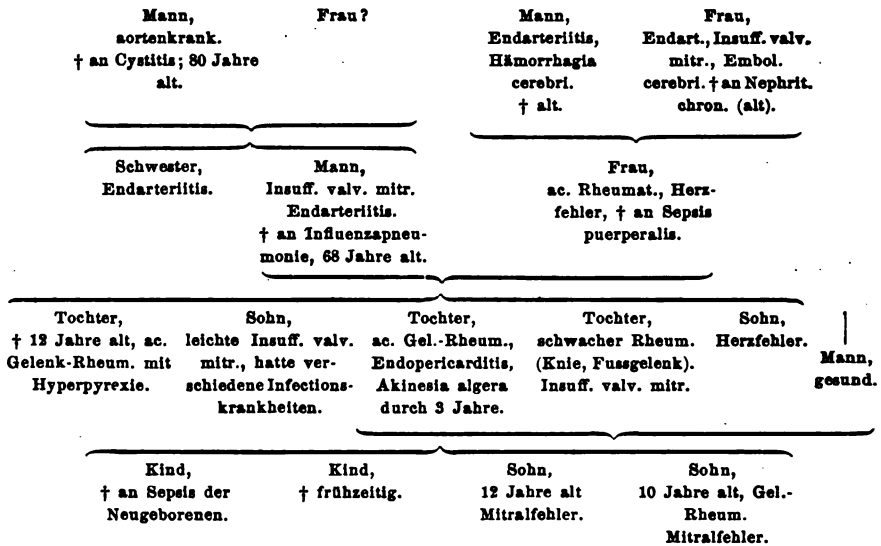 Mann,
aortenkrank.
† an Cystitis; 80 Jahre
alt.
Frau?
Mann,
Endarteriitis,
Hämorrhagia
cerebri.
† alt.
Frau,
Endart., Insuff. valv.
mitr., Embol.
cerebri. † an Nephrit.
chron. (alt).
Schwester,
Endarteriitis.
Mann,
Insuff. valv. mitr.
Endarteriitis.
† an Influenzapneu-
monie, 68 Jahre alt.
Frau,
ac. Rheumat., Herz-
fehler, † an Sepsis
puerperalis.
Tochter,
† 12 Jahre alt, ac.
Gelenk-Rheum. mit
Hyperpyrexie.
Sohn,
leichte Insuff. valv.
mitr., hatte ver-
schiedene Infections-
krankheiten.
Tochter,
ac. Gel.-Rheum.,
Endopericarditis,
Akinesia algera
durch 3 Jahre.
Tochter,
schwacher Rheum.
(Knie, Fussgelenk).
Insuff. valv. mitr.
Sohn,
Herzfehler.
Mann,
gesund.
Kind,
† an Sepsis der
Neugeborenen.
Kind,
† frühzeitig.
Sohn,
12 Jahre alt
Mitralfehler.
Sohn,
10 Jahre alt, Gel.-
Rheum.
Mitralfehler.